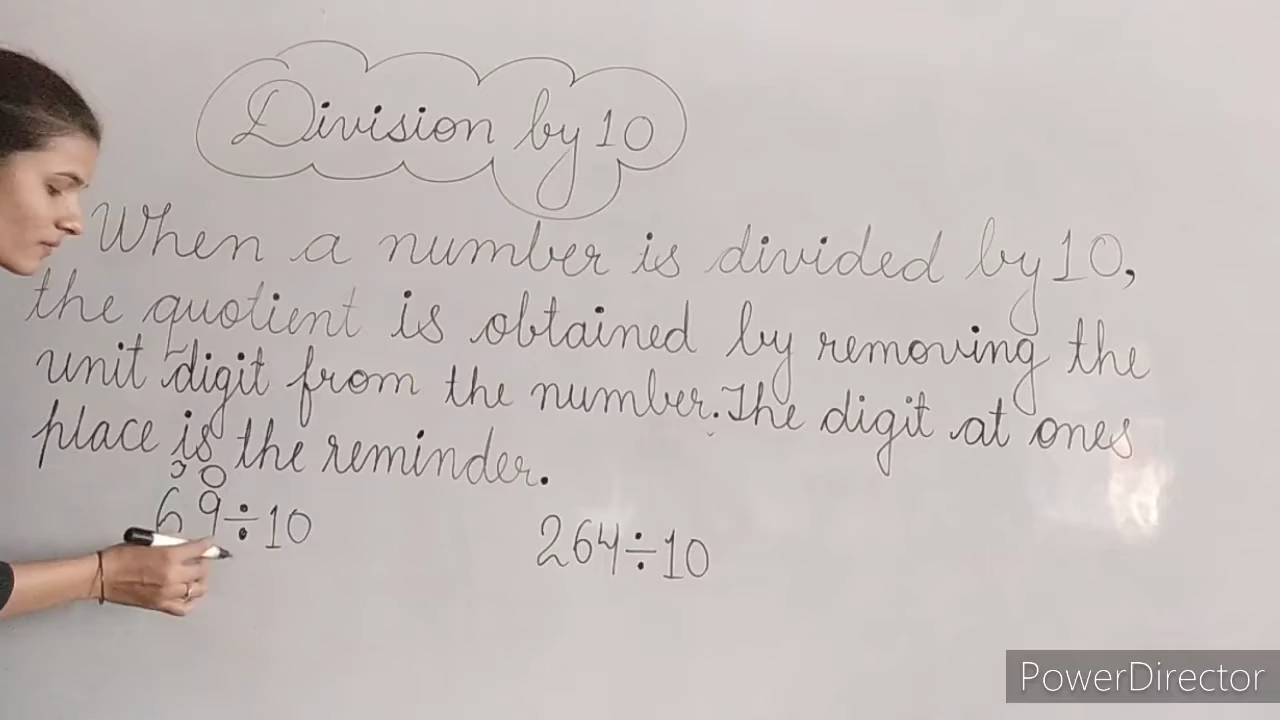 Division by 10
When a number is divided by 10,
the quotient is obtained by removing the
unit digit from the number. The digit at ones
place is the reminder.
69÷10
264÷10
PowerDirector